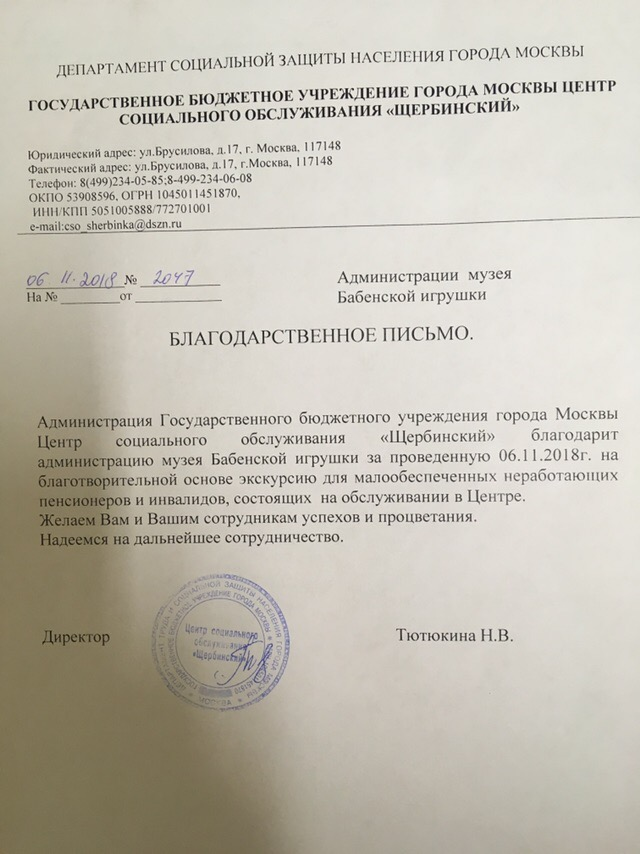 ДЕПАРТАМЕНТ СОЦИАЛЬНОЙ ЗАЩИТЫ НАСЕЛЕНИЯ ГОРОДА МОСКВЫ
ГОСУДАРСТВЕННОЕ БЮДЖЕТНОЕ УЧРЕЖДЕНИЕ ГОРОДА МОСКВЫ ЦЕНТР
СОЦИАЛЬНОГО ОБСЛУЖИВАНИЯ «ЩЕРБИНСКИЙ»
Юридический адрес: ул.Брусилова, д.17, г. Москва, 117148
Фактический адрес: ул.Брусилова, д.17, г.Москва, 117148
Телефон: 8(499)234-05-85;8-499-234-06-08
ОКПО 53908596, ОГРН 1045011451870,
ИНН/КПП 5051005888/772701001
e-mail:cso_sherbinka@dszn.ru
06 11.2018 № 2047
На № от
Администрации музея
Бабенской игрушки
БЛАГОДАРСТВЕННОЕ ПИСЬМО.
Администрация Государственного бюджетного учреждения города Москвы
Центр социального обслуживания «Щербинский» благодарит
администрацию музея Бабенской игрушки за проведенную 06.11.2018г. на
благотворительной основе экскурсию для малообеспеченных неработающих
пенсионеров и инвалидов, состоящих на обслуживании в Центре.
Желаем Вам и Вашим сотрудникам успехов и процветания.
Надеемся на дальнейшее сотрудничество.
Директор Тютюкина Н.В.
Центр социального
обслуживания
«Щербинский»
МОСКВА